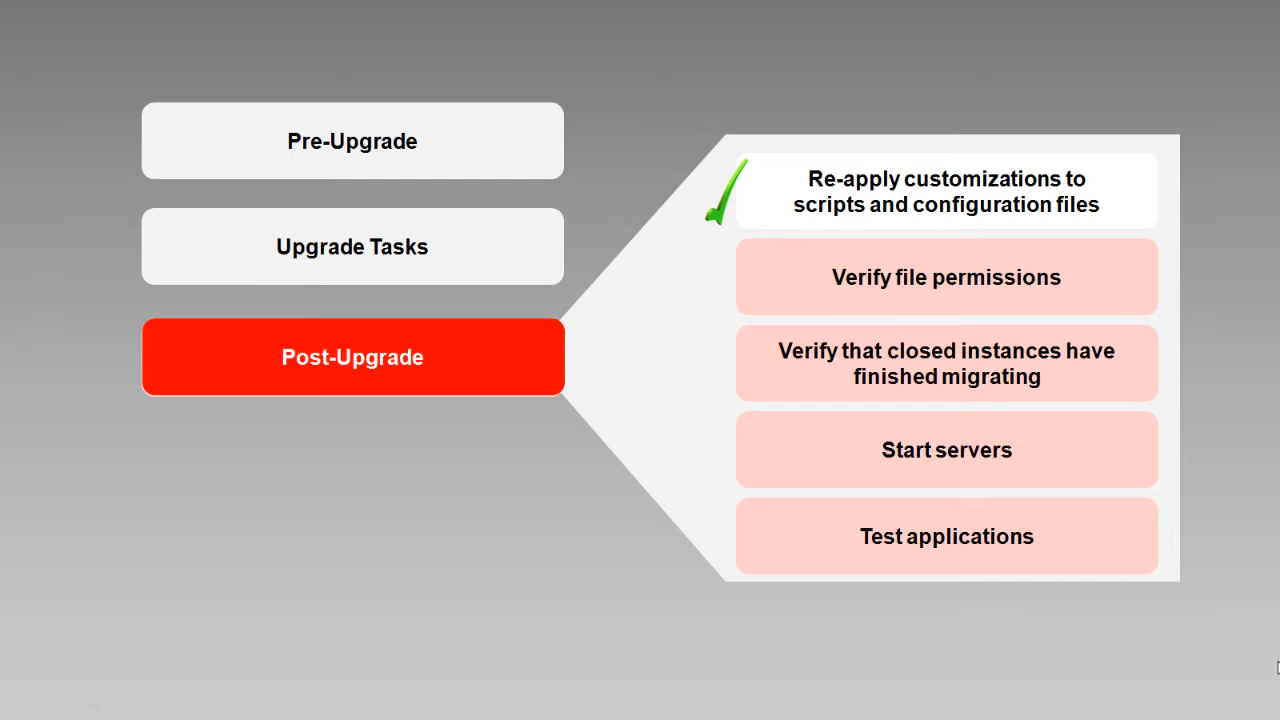 Pre-Upgrade
Upgrade Tasks
Post-Upgrade
Re-apply customizations to
scripts and configuration files
Verify file permissions
Verify that closed instances have
finished migrating
Start servers
Test applications